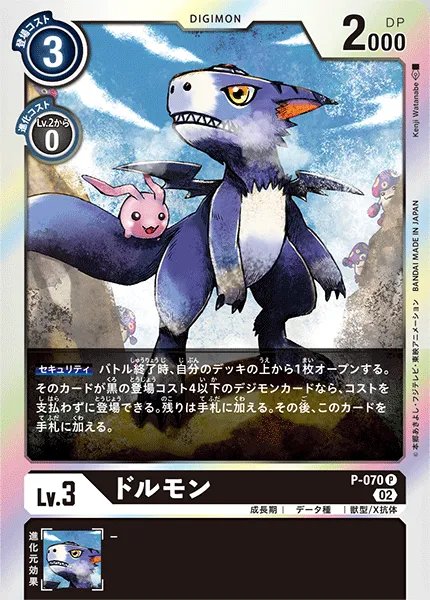 DIGIMON
登場コスト
3
DP
2000
進化コスト
Lv.2から
0
Kenji Watanabe
セキュリティ バトル終了時、自分のデッキの上から1枚オープンする。
そのカードが黒の登場コスト4以下のデジモンカードなら、コストを
支払わずに登場できる。残りは手札に加える。その後、このカードを
手札に加える。
©本郷あきよし・フジテレビ・東映アニメーション BANDAI MADE IN JAPAN
Lv.3
ドルモン
P-070 P
02
成長期 データ種 獣型/X抗体
進化元効果
-